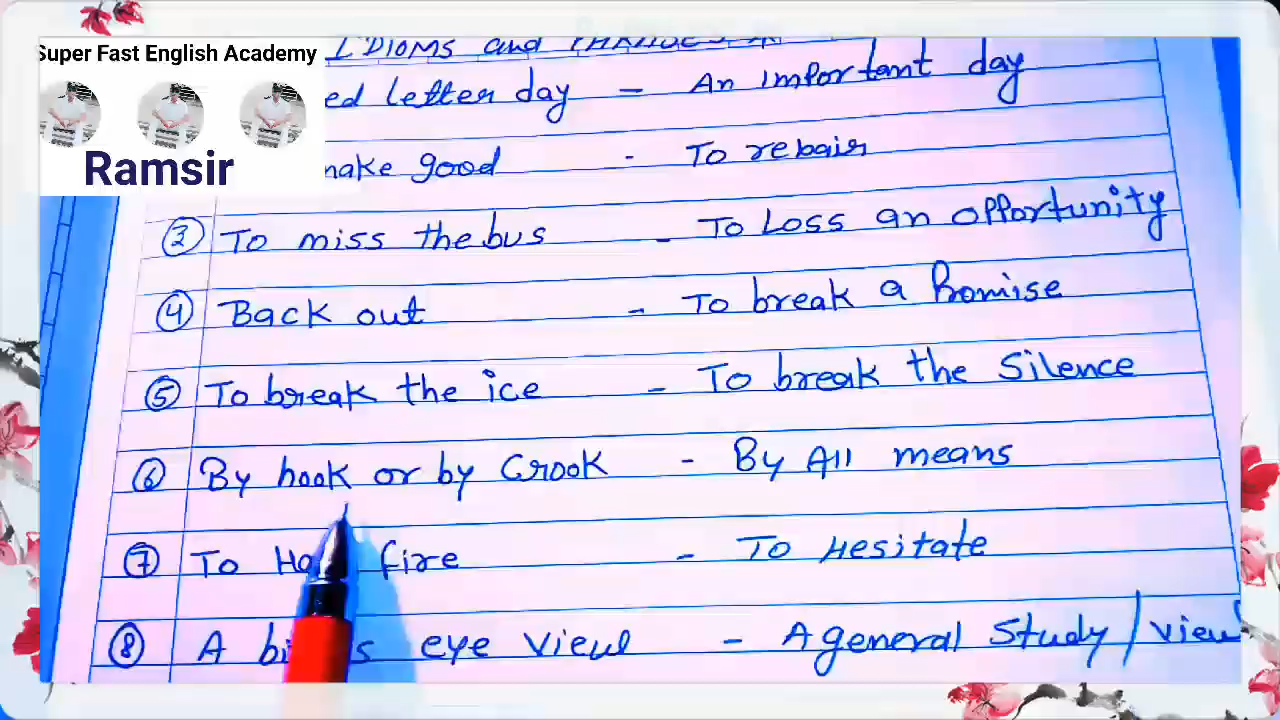 Super Fast English Academy
Ramsir
IDIOMS and
ed letter day - An important day
make good - To repair
③ To miss the bus - To Loss an opportunity
④ Back out - To break a Promise
⑤ To break the ice - To break the Silence
⑥ By hook or by Crook - By All means
⑦ To fire - To Hesitate
⑧ A eye view - A general Study / view